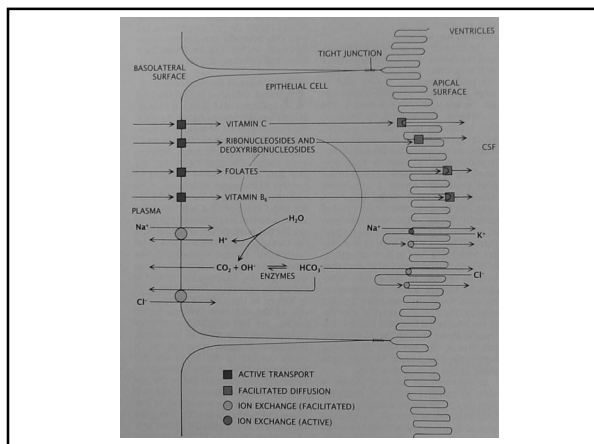 VENTRICLES
TIGHT JUNCTION
BASOLATERAL
SURFACE
EPITHELIAL CELL
APICAL
SURFACE
VITAMIN C
RIBONUCLEOSIDES AND
DEOXYRIBONUCLEOSIDES
CSF
FOLATES
VITAMIN B₆
PLASMA
Na⁺
H₂O
Na⁺
K⁺
H⁺
CO₂ + OH⁻ ⇌ HCO₃⁻
ENZYMES
Cl⁻
Cl⁻
ACTIVE TRANSPORT
FACILITATED DIFFUSION
ION EXCHANGE (FACILITATED)
ION EXCHANGE (ACTIVE)